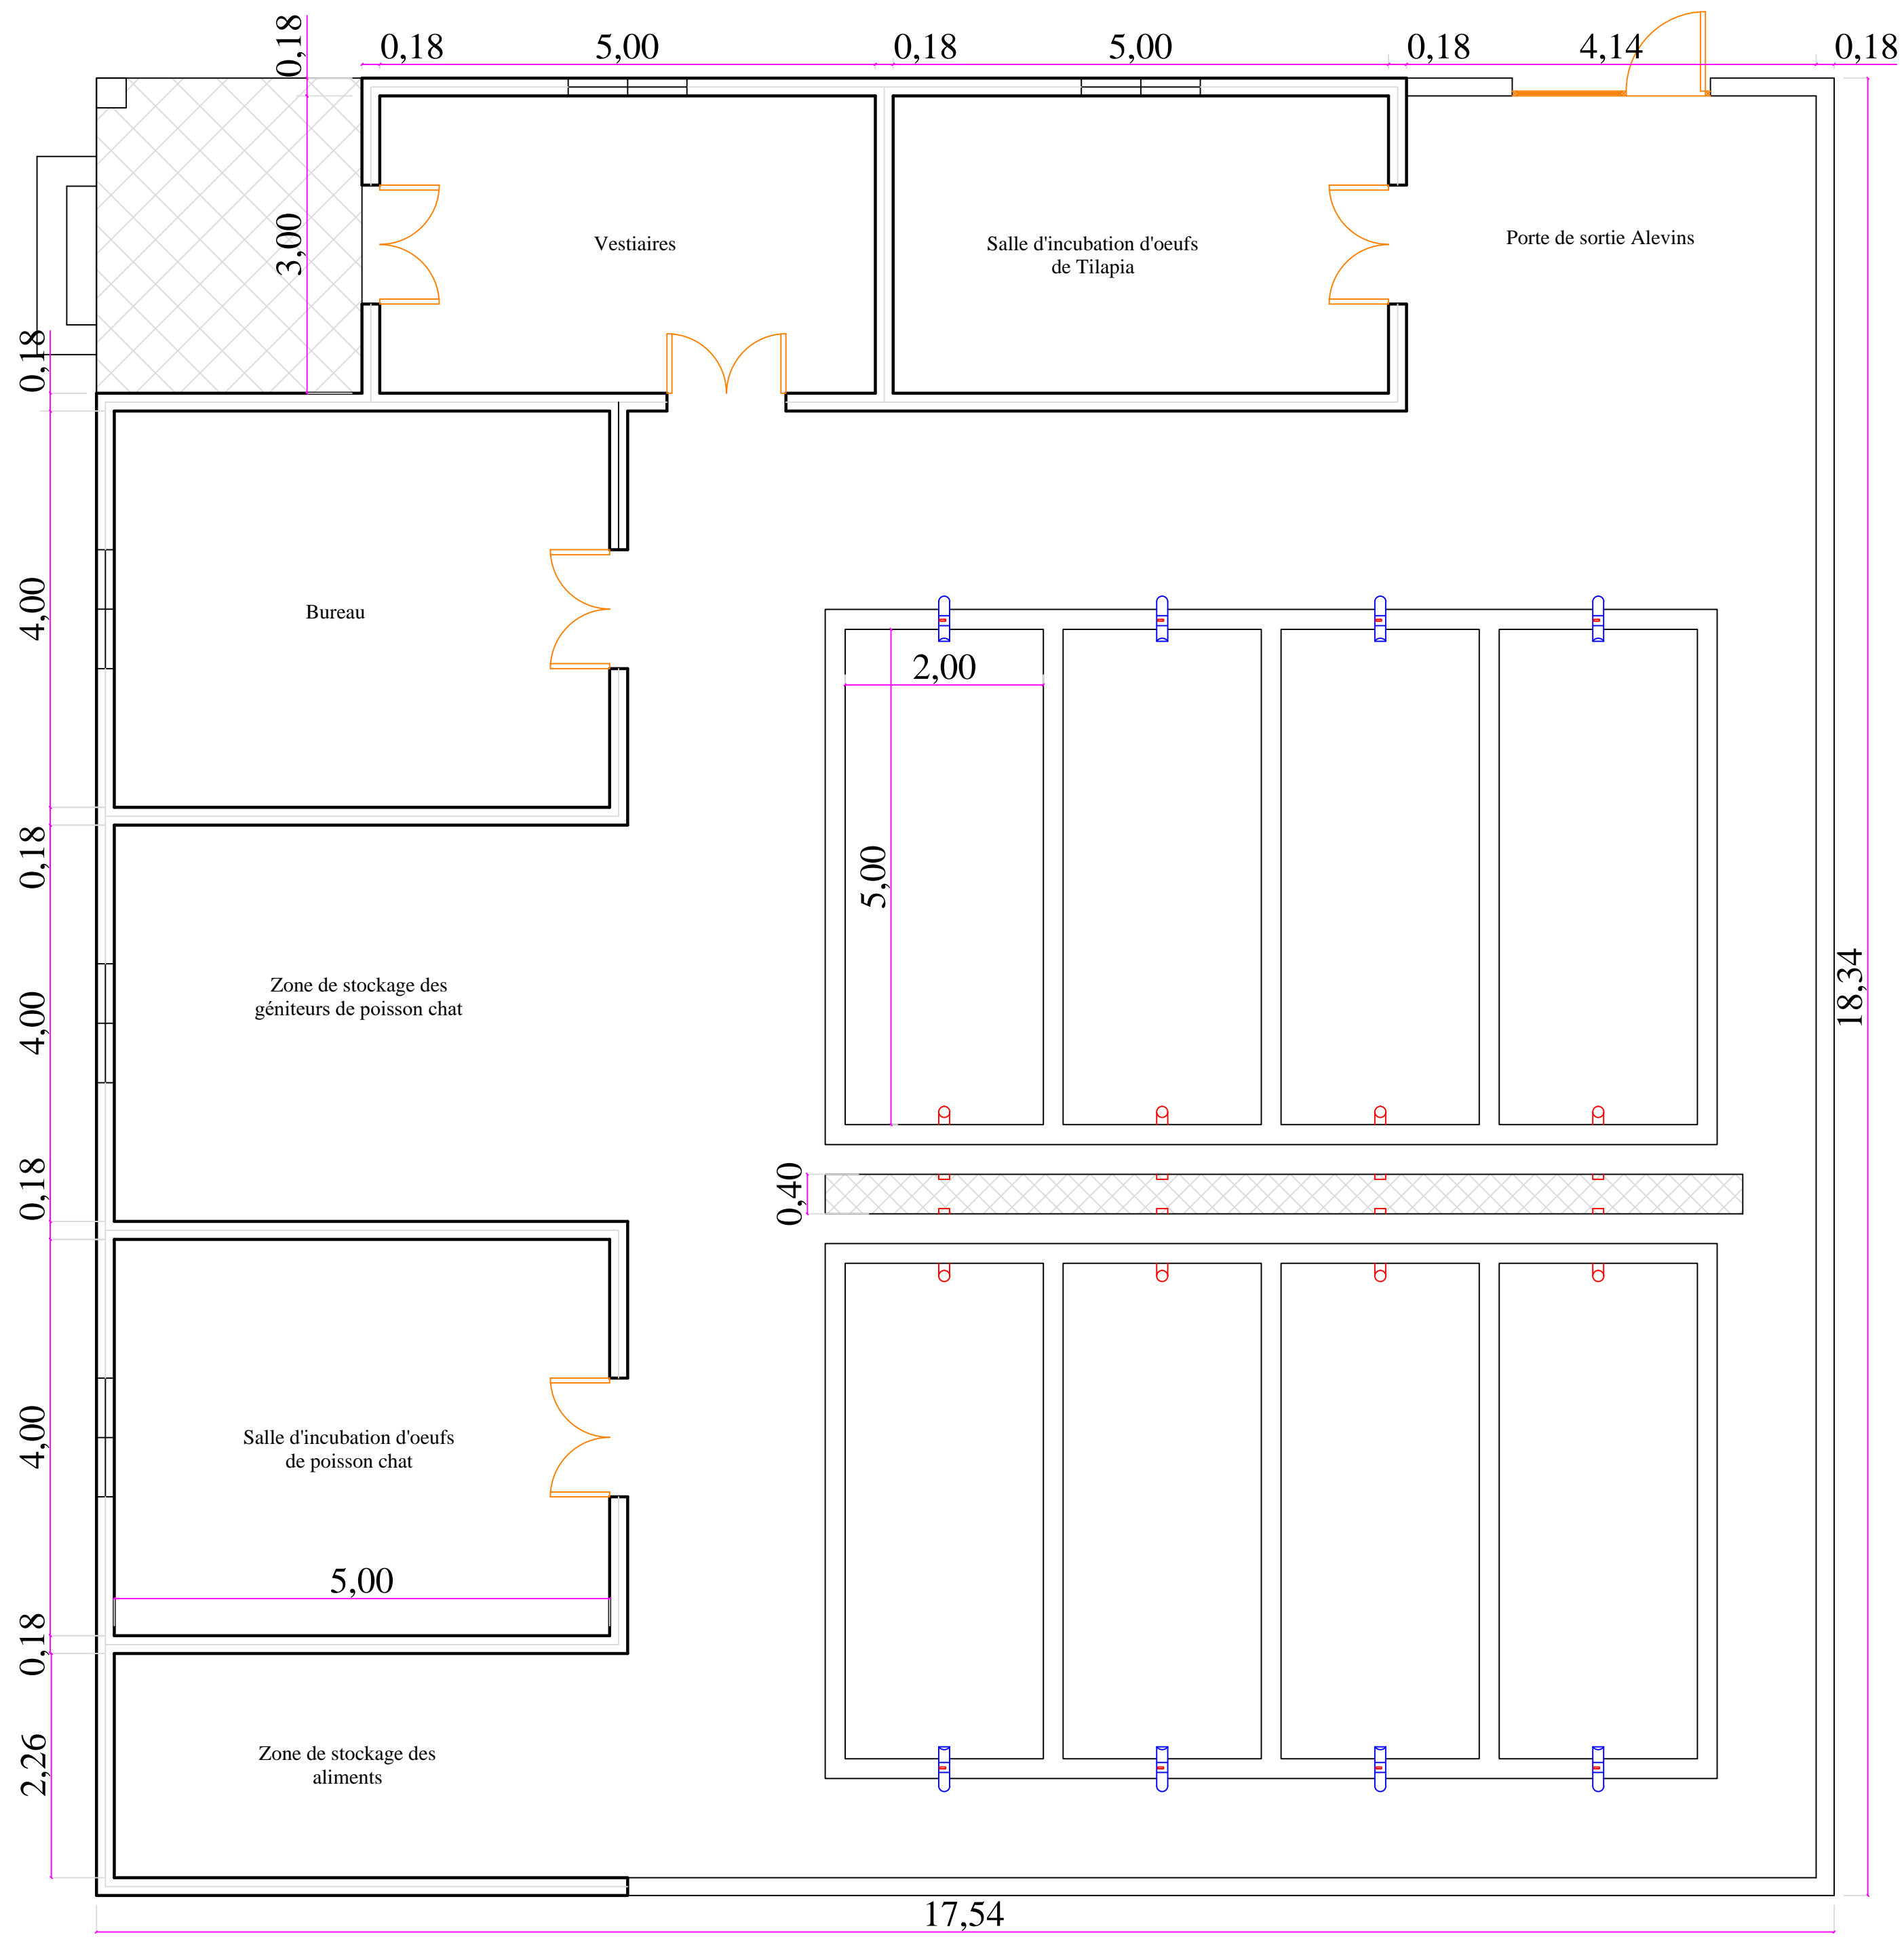 0,18
0,18
5,00
0,18
5,00
0,18
4,14
0,18
3,00
Vestiaires
Salle d'incubation d'oeufs
de Tilapia
Porte de sortie Alevins
0,18
4,00
Bureau
2,00
5,00
0,18
Zone de stockage des
géniteurs de poisson chat
4,00
18,34
0,18
0,40
4,00
Salle d'incubation d'oeufs
de poisson chat
5,00
0,18
2,26
Zone de stockage des
aliments
17,54